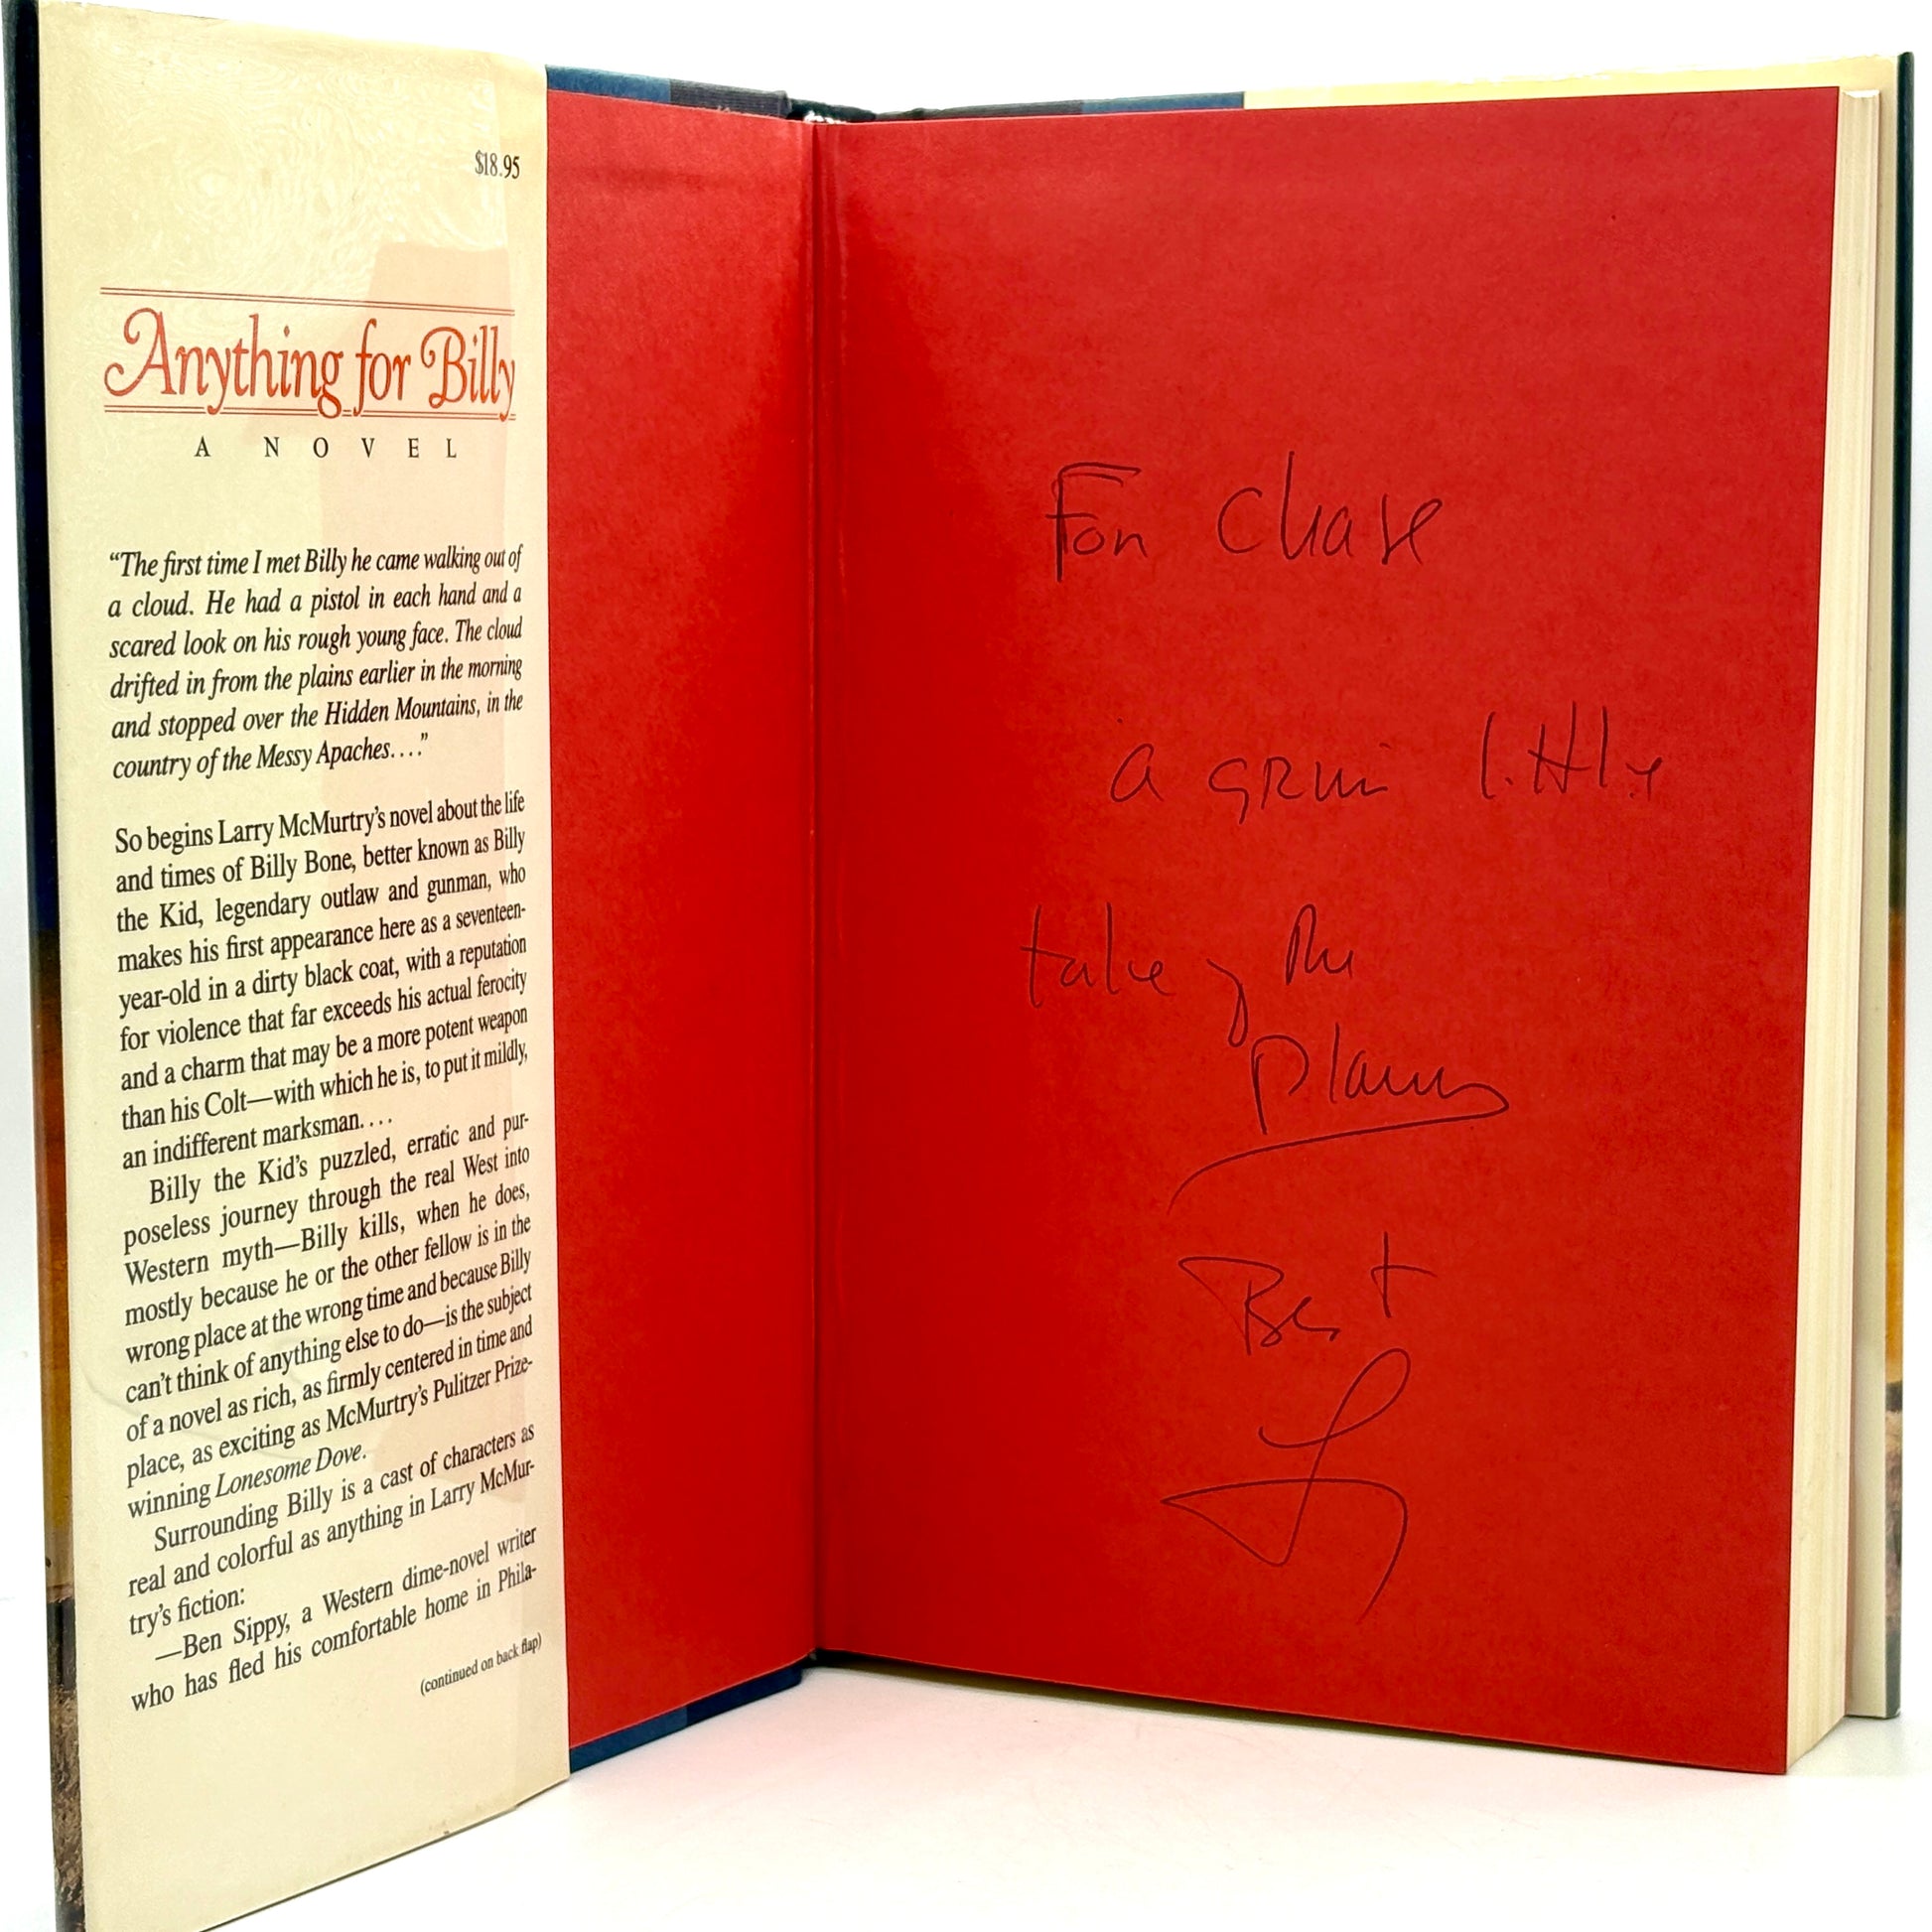 $18.95
Anything for Billy
A NOVEL
“The first time I met Billy he came walking out of
a cloud. He had a pistol in each hand and a
scared look on his rough young face. The cloud
drifted in from the plains earlier in the morning
and stopped over the Hidden Mountains, in the
country of the Messy Apaches. . . .”
So begins Larry McMurtry’s novel about the life
and times of Billy Bone, better known as Billy
the Kid, legendary outlaw and gunman, who
makes his first appearance here as a seventeen-
year-old in a dirty black coat, with a reputation
for violence that far exceeds his actual ferocity
and a charm that may be a more potent weapon
than his Colt—with which he is, to put it mildly,
an indifferent marksman. . . .
Billy the Kid’s puzzled, erratic and pur-
poseless journey through the real West into
Western myth—Billy kills, when he does,
mostly because he or the other fellow is in the
wrong place at the wrong time and because Billy
can’t think of anything else to do—is the subject
of a novel as rich, as firmly centered in time and
place, as exciting as McMurtry’s Pulitzer Prize-
winning Lonesome Dove.
Surrounding Billy is a cast of characters as
real and colorful as anything in Larry McMur-
try’s fiction:
—Ben Sippy, a Western dime-novel writer
who has fled his comfortable home in Phila-
(continued on back flap)
For Chase
a grim little
tale of the
plains
Best